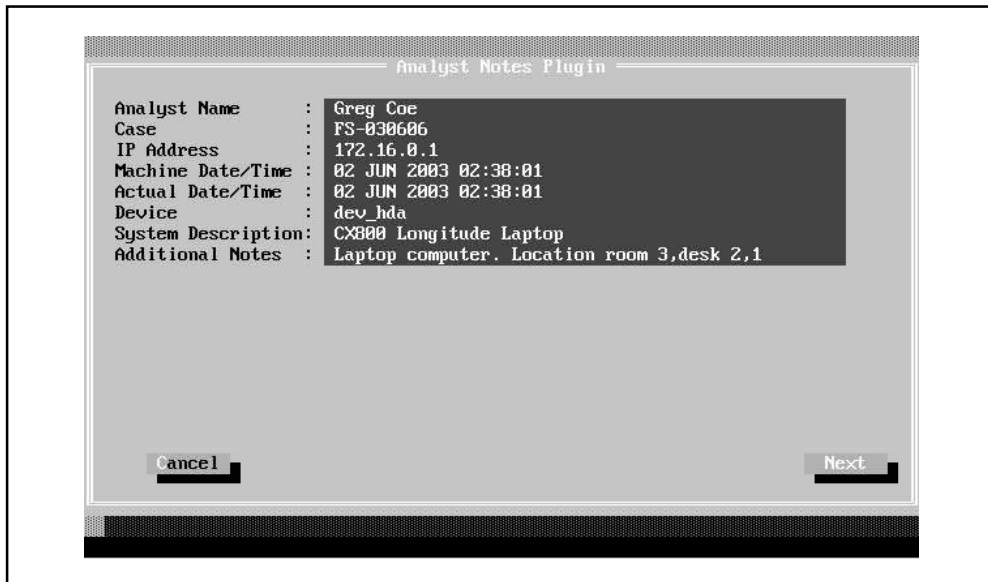 Analyst Notes Plugin
Analyst Name : Greg Coe
Case : FS-030606
IP Address : 172.16.0.1
Machine Date/Time : 02 JUN 2003 02:38:01
Actual Date/Time : 02 JUN 2003 02:38:01
Device : dev_hda
System Description: CX800 Longitude Laptop
Additional Notes : Laptop computer. Location room 3,desk 2,1
Cancel Next